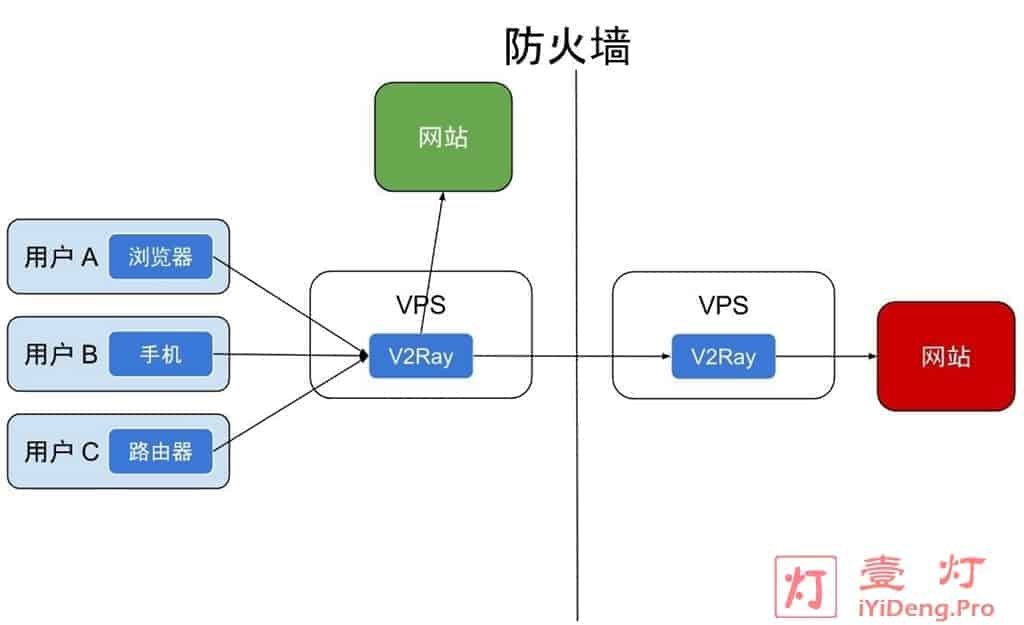 防火墙
网站
用户 A 浏览器
VPS
VPS
用户 B 手机
V2Ray
V2Ray
网站
用户 C 路由器
灯 壹灯
iYiDeng.Pro